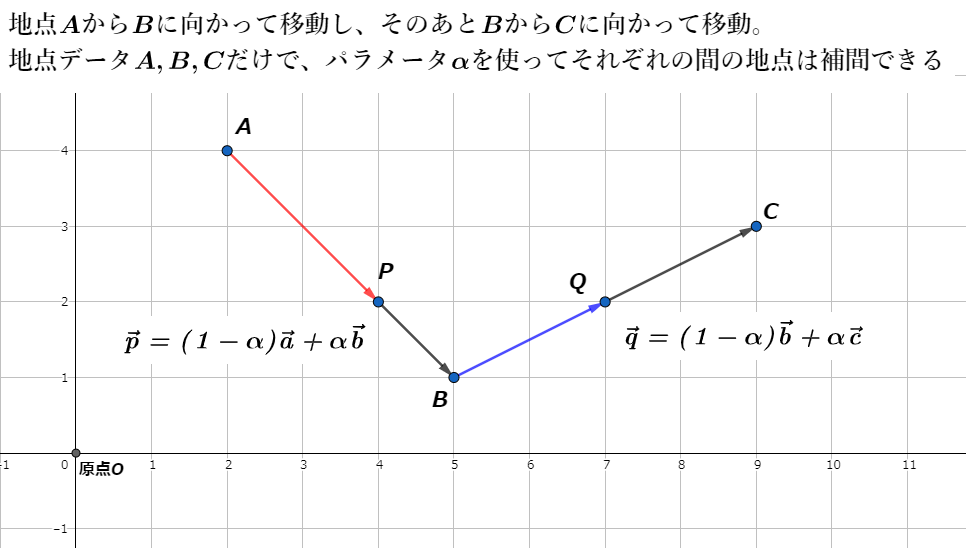 地点AからBに向かって移動し、そのあとBからCに向かって移動。
地点データA, B, Cだけで、パラメータαを使ってそれぞれの間の地点は補間できる
A
4
3
C
P
Q
2
p⃗ = (1 − α)a⃗ + αb⃗
q⃗ = (1 − α)b⃗ + αc⃗
1
B
-1 0 原点O 1 2 3 4 5 6 7 8 9 10 11
-1